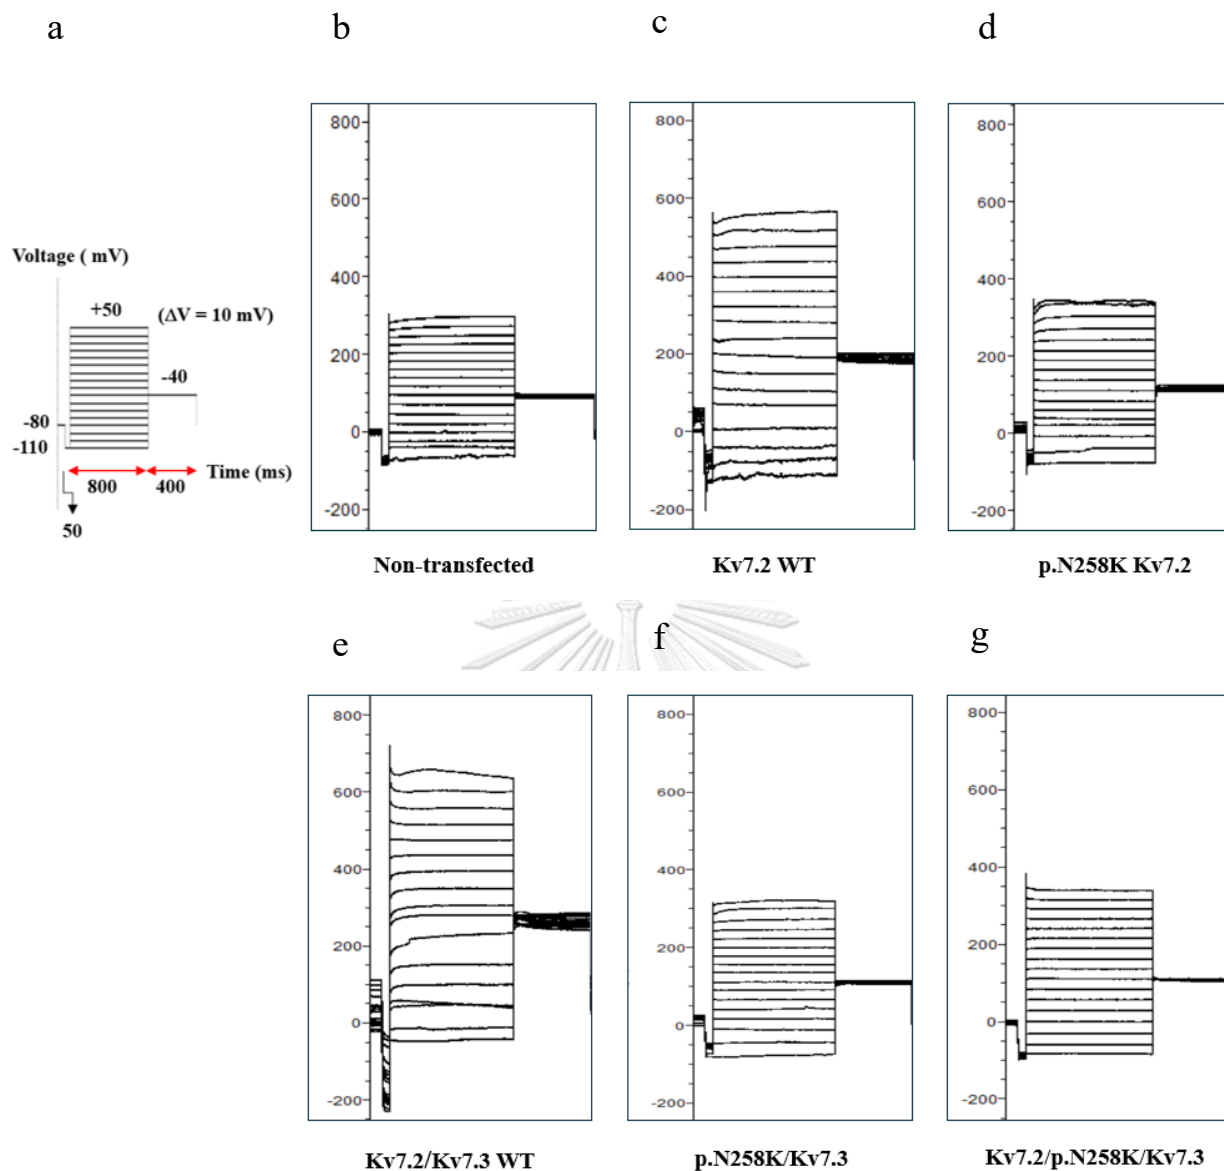 a
b
c
d
Voltage ( mV)
+50
(ΔV = 10 mV)
-40
-80
-110
Time (ms)
800
400
50
800
600
400
200
0
-200
Non-transfected
800
600
400
200
0
-200
Kv7.2 WT
800
600
400
200
0
-200
p.N258K Kv7.2
e
f
g
800
600
400
200
0
-200
Kv7.2/Kv7.3 WT
800
600
400
200
0
-200
p.N258K/Kv7.3
800
600
400
200
0
-200
Kv7.2/p.N258K/Kv7.3